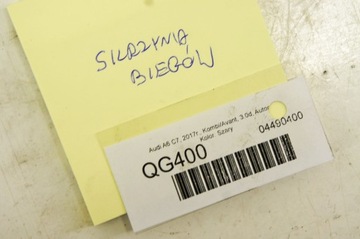 SKRZYNIA
BIEGÓW
Audi A6 C7, 2017r., Kombi/Avant, 3.0d, Autom
Kolor: Szary
QG400
04490400